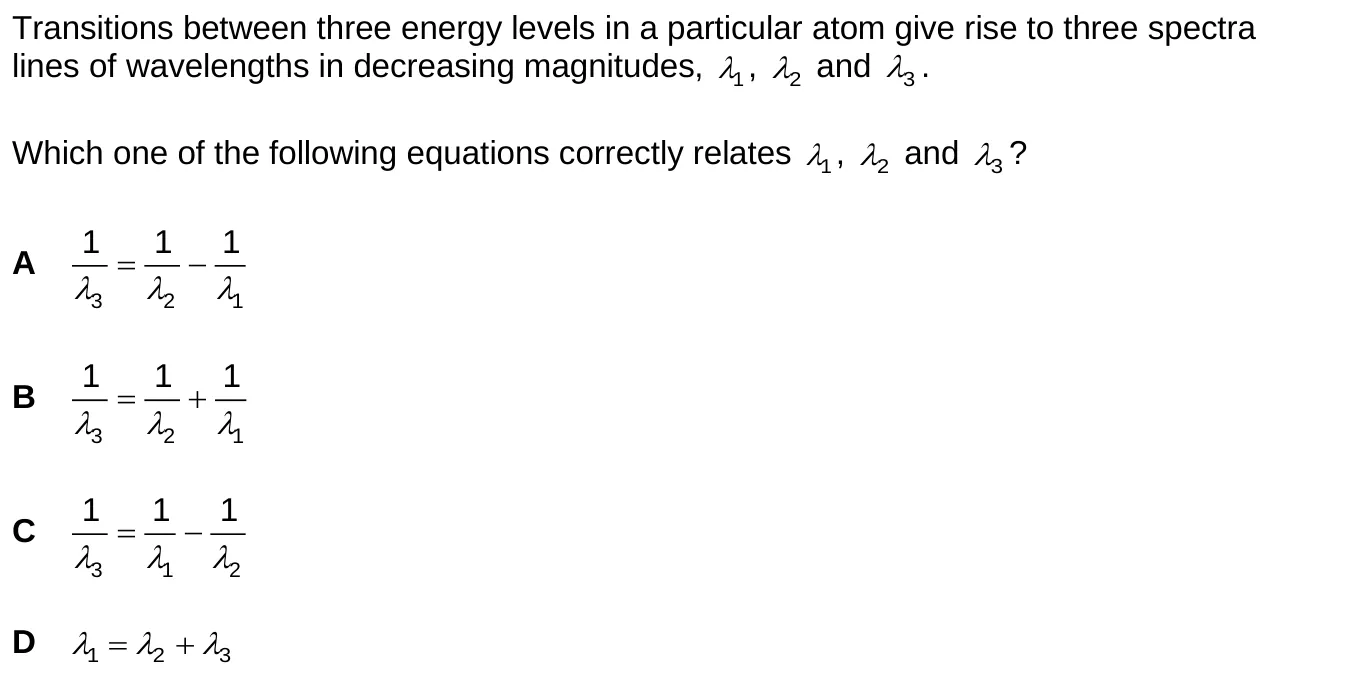 Transitions between three energy levels in a particular atom give rise to three spectra
lines of wavelengths in decreasing magnitudes, λ₁, λ₂ and λ₃.
Which one of the following equations correctly relates λ₁, λ₂ and λ₃?
A 1/λ₃ = 1/λ₂ − 1/λ₁
B 1/λ₃ = 1/λ₂ + 1/λ₁
C 1/λ₃ = 1/λ₁ − 1/λ₂
D λ₁ = λ₂ + λ₃